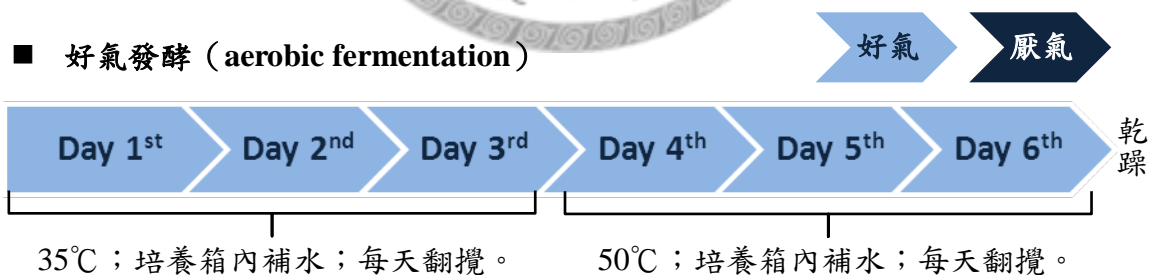 ■ 好氣發酵（aerobic fermentation）
好氣 厭氣
Day 1st Day 2nd Day 3rd Day 4th Day 5th Day 6th 乾躁
35℃；培養箱內補水；每天翻攪。 50℃；培養箱內補水；每天翻攪。